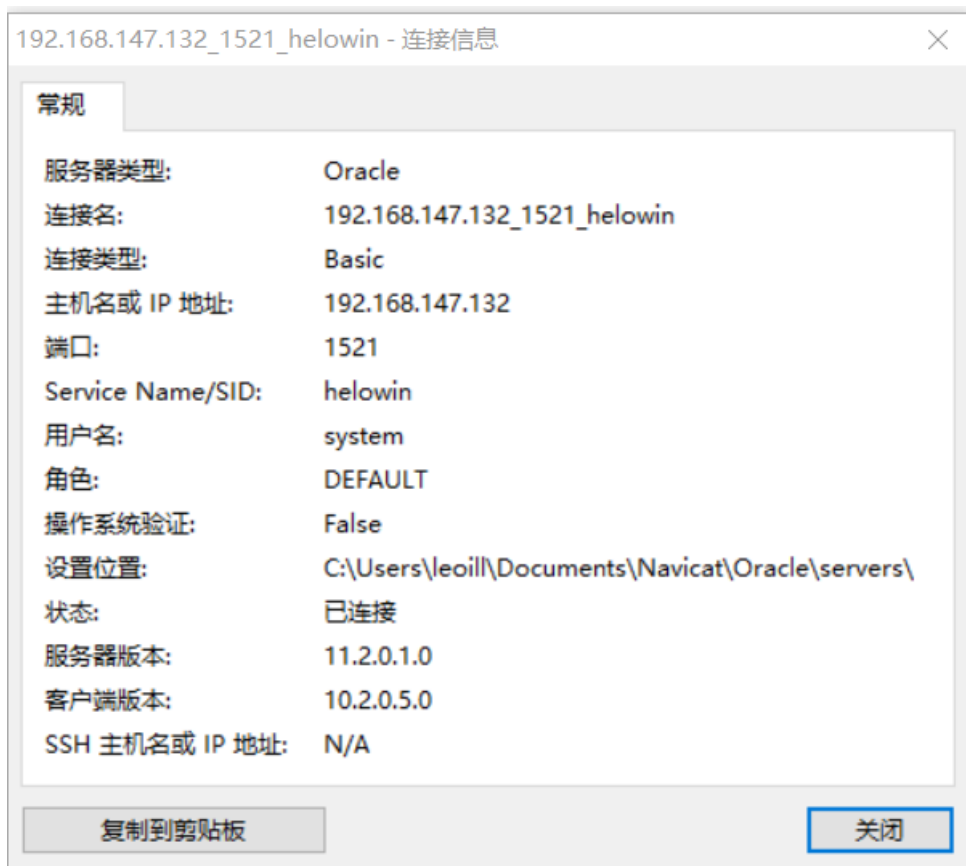 192.168.147.132_1521_helowin - 连接信息
常规
服务器类型: Oracle
连接名: 192.168.147.132_1521_helowin
连接类型: Basic
主机名或 IP 地址: 192.168.147.132
端口: 1521
Service Name/SID: helowin
用户名: system
角色: DEFAULT
操作系统验证: False
设置位置: C:\Users\leoill\Documents\Navicat\Oracle\servers\
状态: 已连接
服务器版本: 11.2.0.1.0
客户端版本: 10.2.0.5.0
SSH 主机名或 IP 地址: N/A
复制到剪贴板 关闭